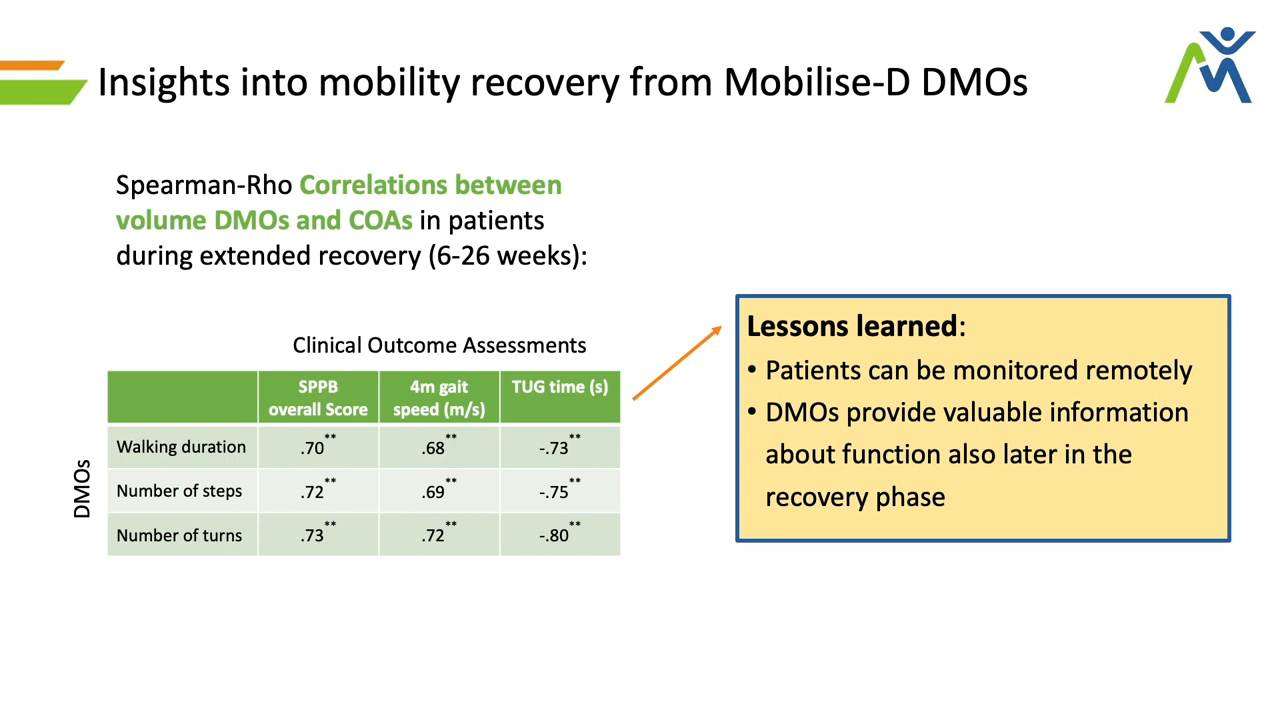 Insights into mobility recovery from Mobilise-D DMOs
Spearman-Rho Correlations between
volume DMOs and COAs in patients
during extended recovery (6-26 weeks):
Clinical Outcome Assessments
SPPB overall Score 4m gait speed (m/s) TUG time (s)
DMOs
Walking duration .70** .68** -.73**
Number of steps .72** .69** -.75**
Number of turns .73** .72** -.80**
Lessons learned:
• Patients can be monitored remotely
• DMOs provide valuable information
about function also later in the
recovery phase